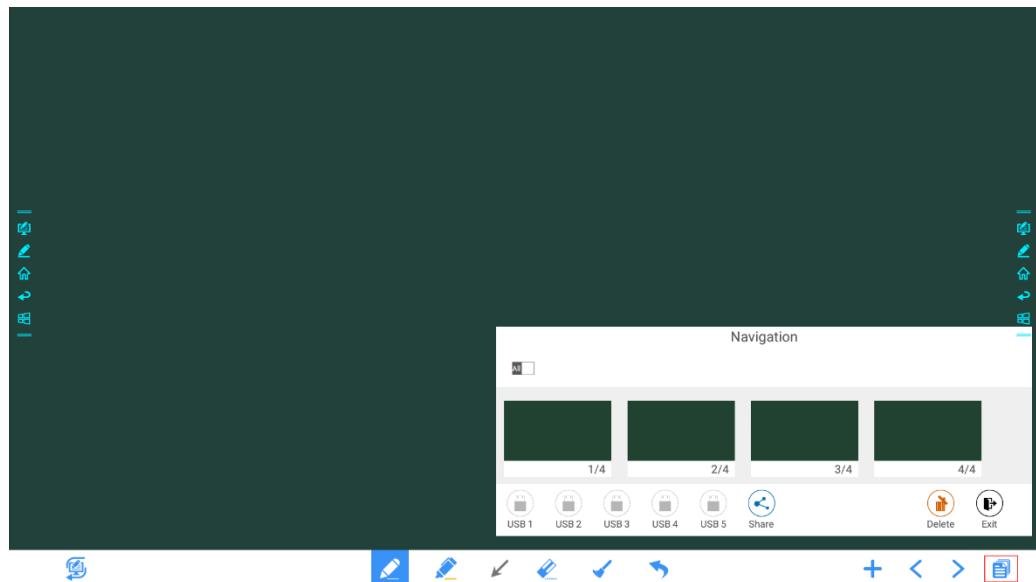 Navigation
All
1/4 2/4 3/4 4/4
USB 1 USB 2 USB 3 USB 4 USB 5 Share Delete Exit